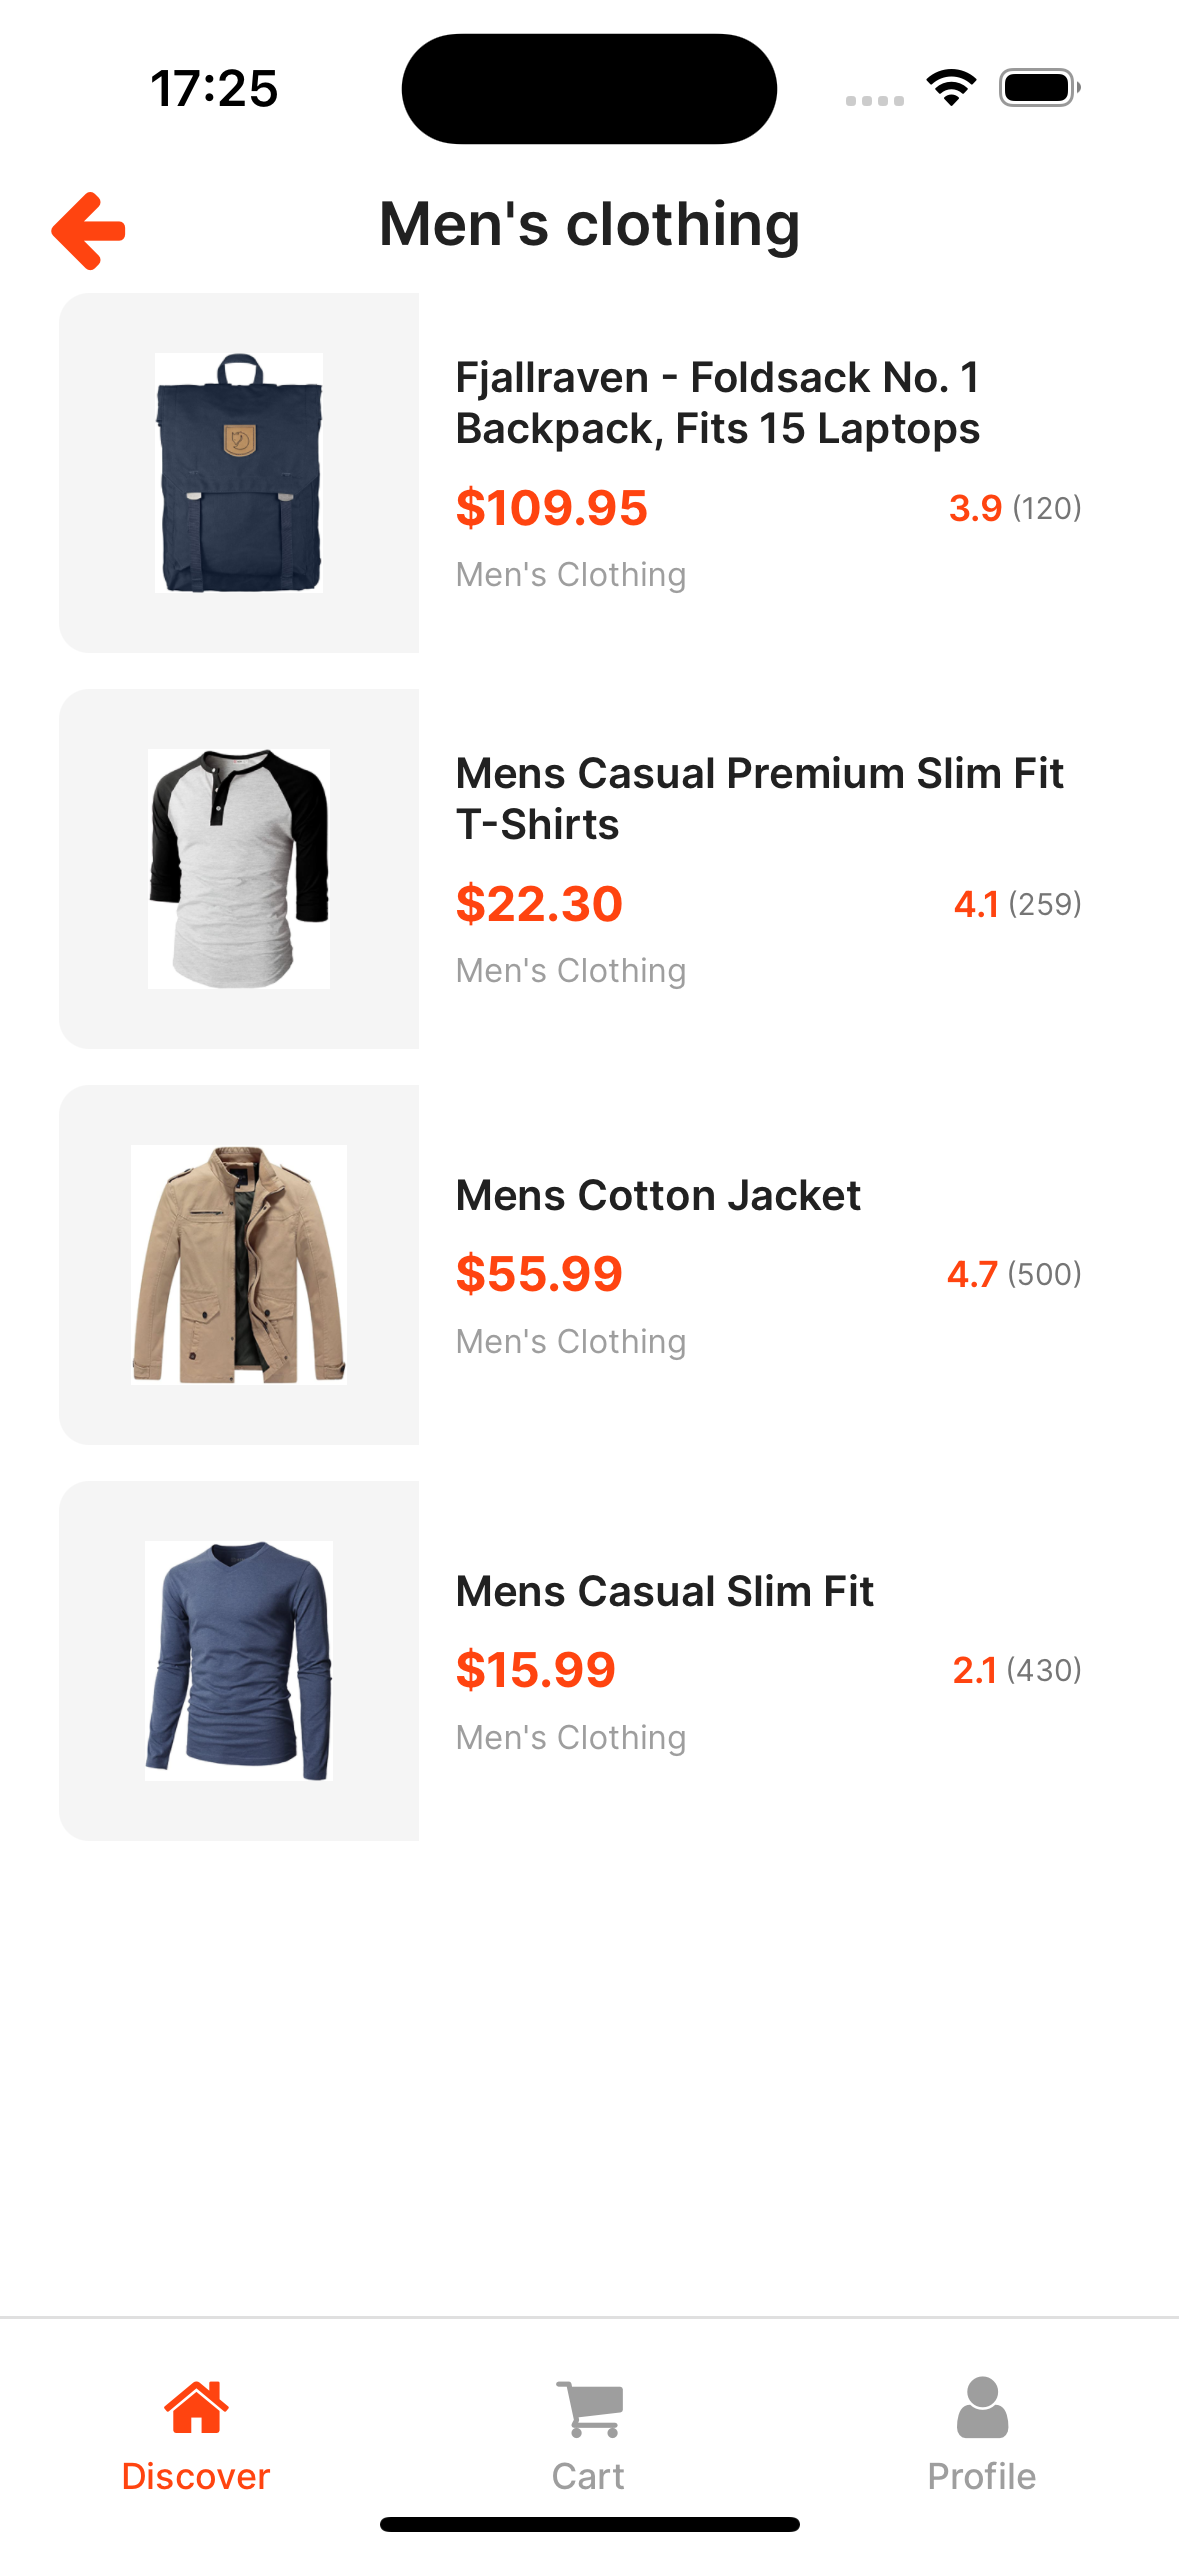 17:25
Men's clothing
Fjallraven - Foldsack No. 1
Backpack, Fits 15 Laptops
$109.95 3.9 (120)
Men's Clothing
Mens Casual Premium Slim Fit
T-Shirts
$22.30 4.1 (259)
Men's Clothing
Mens Cotton Jacket
$55.99 4.7 (500)
Men's Clothing
Mens Casual Slim Fit
$15.99 2.1 (430)
Men's Clothing
Discover Cart Profile